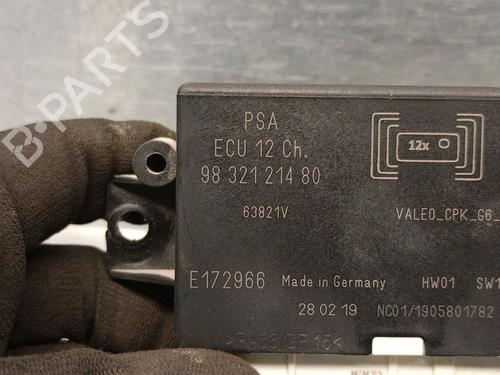 B-PARTS
PSA
ECU 12 Ch.
98 321 214 80
12x
63821V
VALEO_CPK_G6_
E172966
Made in Germany
HW01
SW1
28 02 19
NC01/1905801782